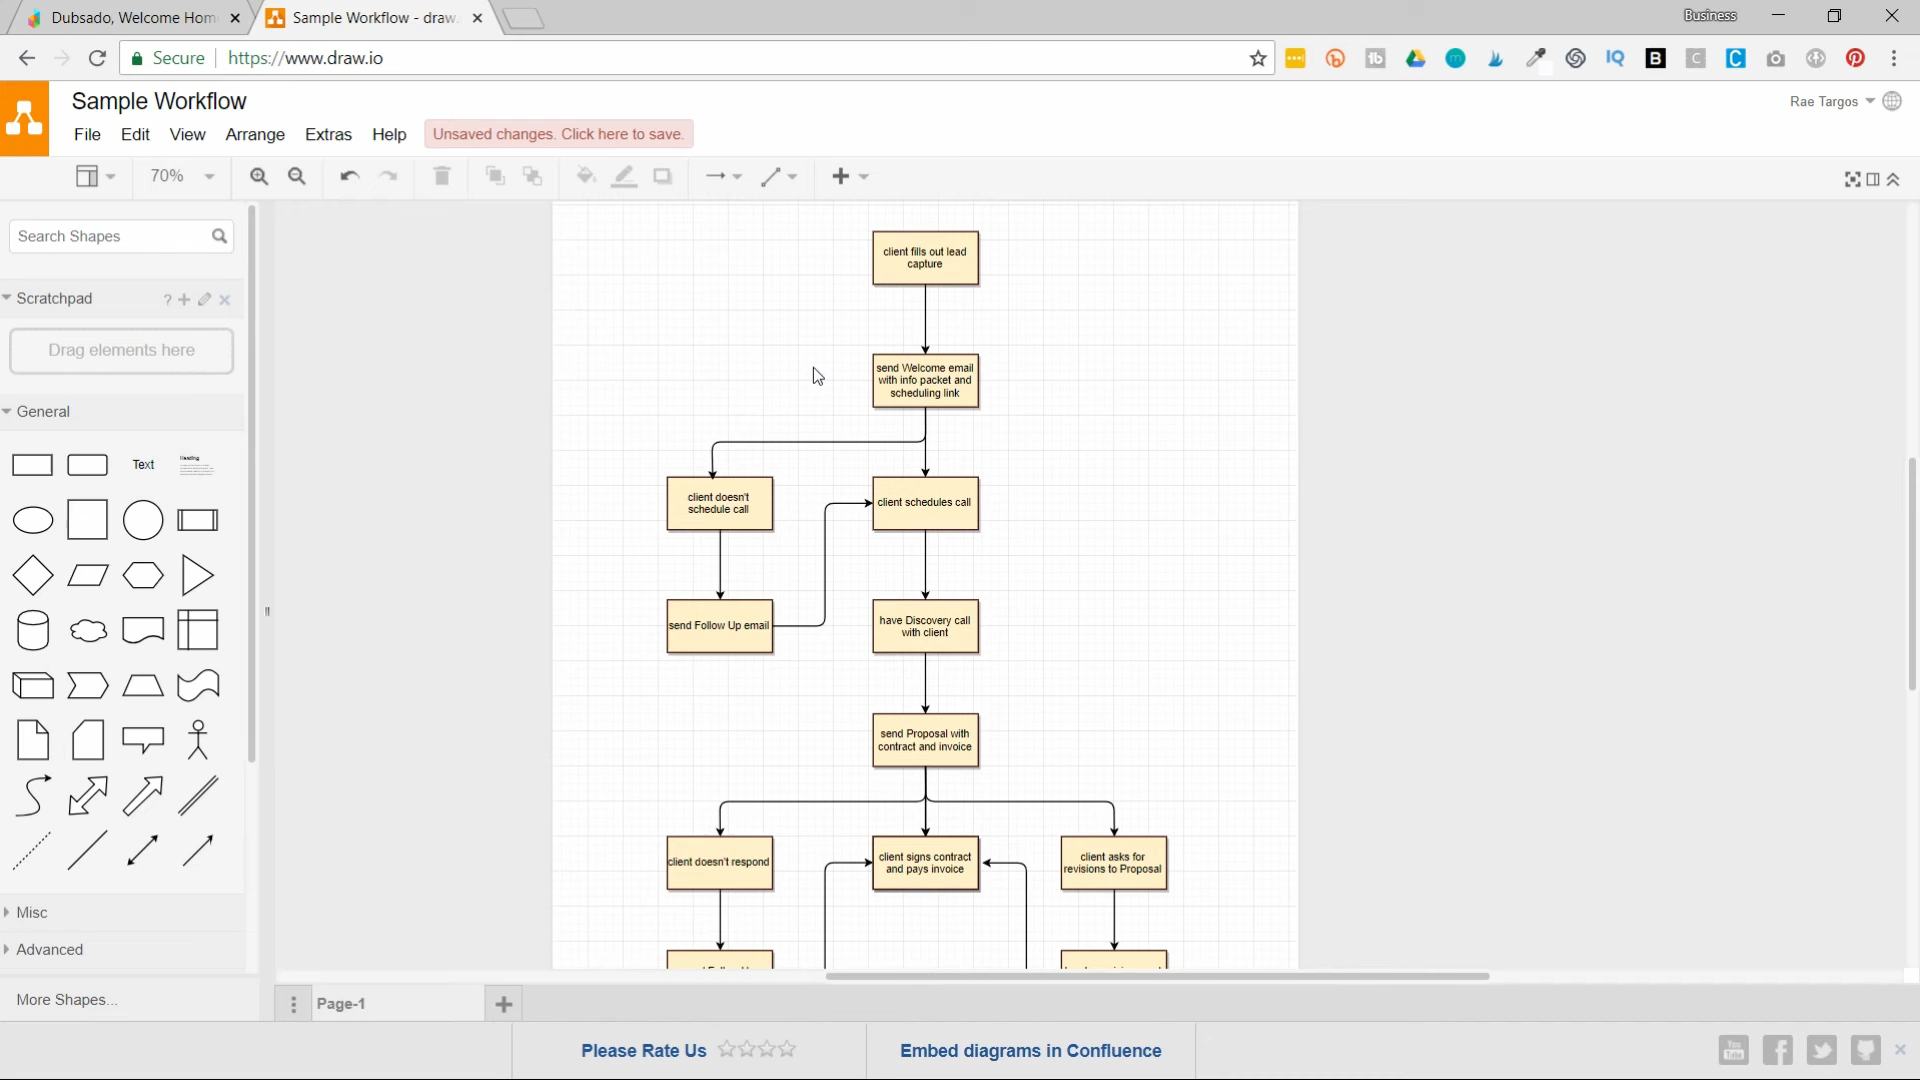 Dubsado, Welcome Hom
Sample Workflow - draw.
Business
Secure
https://www.draw.io
Sample Workflow
Rae Targos
File
Edit
View
Arrange
Extras
Help
Unsaved changes. Click here to save.
70%
Search Shapes
Scratchpad
?
Drag elements here
General
Text
Heading
Misc
Advanced
More Shapes...
client fills out lead
capture
send Welcome email
with info packet and
scheduling link
client doesn't
schedule call
client schedules call
send Follow Up email
have Discovery call
with client
send Proposal with
contract and invoice
client doesn't respond
client signs contract
and pays invoice
client asks for
revisions to Proposal
Page-1
Please Rate Us
Embed diagrams in Confluence
You
Tube